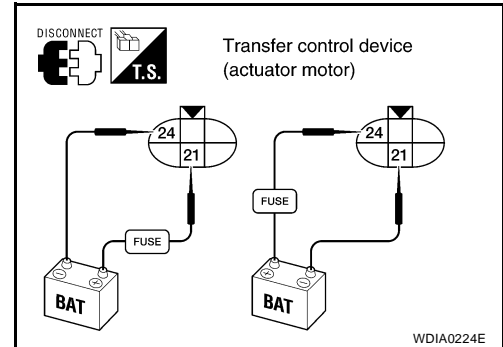 DISCONNECT
T.S.
Transfer control device
(actuator motor)
24
21
FUSE
BAT
24
21
FUSE
BAT
WDIA0224E